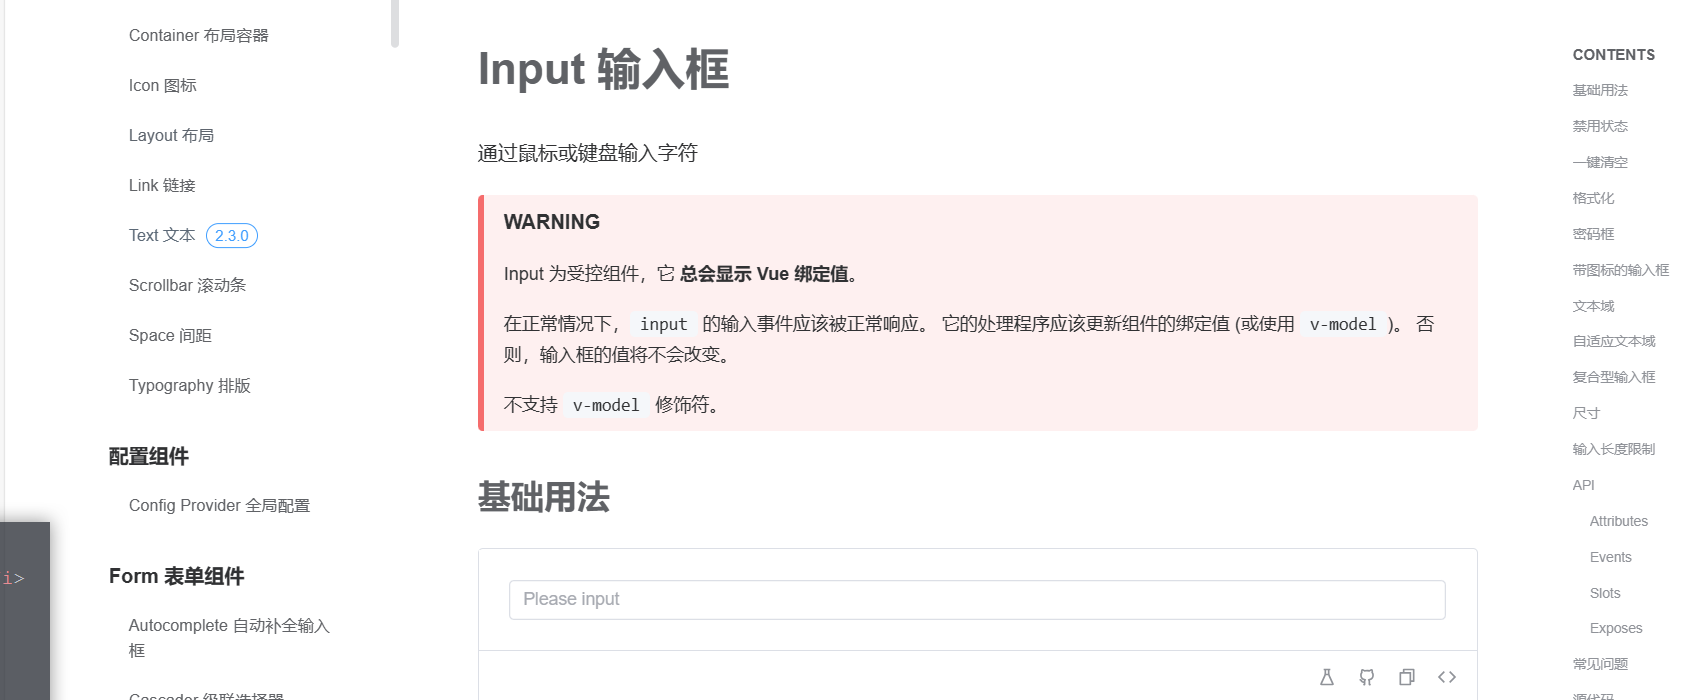 Container 布局容器
Icon 图标
Layout 布局
Link 链接
Text 文本 2.3.0
Scrollbar 滚动条
Space 间距
Typography 排版
配置组件
Config Provider 全局配置
Form 表单组件
Autocomplete 自动补全输入
框
Cascader 级联选择器
i>
Input 输入框
通过鼠标或键盘输入字符
WARNING
Input 为受控组件，它 总会显示 Vue 绑定值。
在正常情况下， input 的输入事件应该被正常响应。 它的处理程序应该更新组件的绑定值 (或使用 v-model )。 否
则，输入框的值将不会改变。
不支持 v-model 修饰符。
基础用法
Please input
CONTENTS
基础用法
禁用状态
一键清空
格式化
密码框
带图标的输入框
文本域
自适应文本域
复合型输入框
尺寸
输入长度限制
API
Attributes
Events
Slots
Exposes
常见问题
源代码